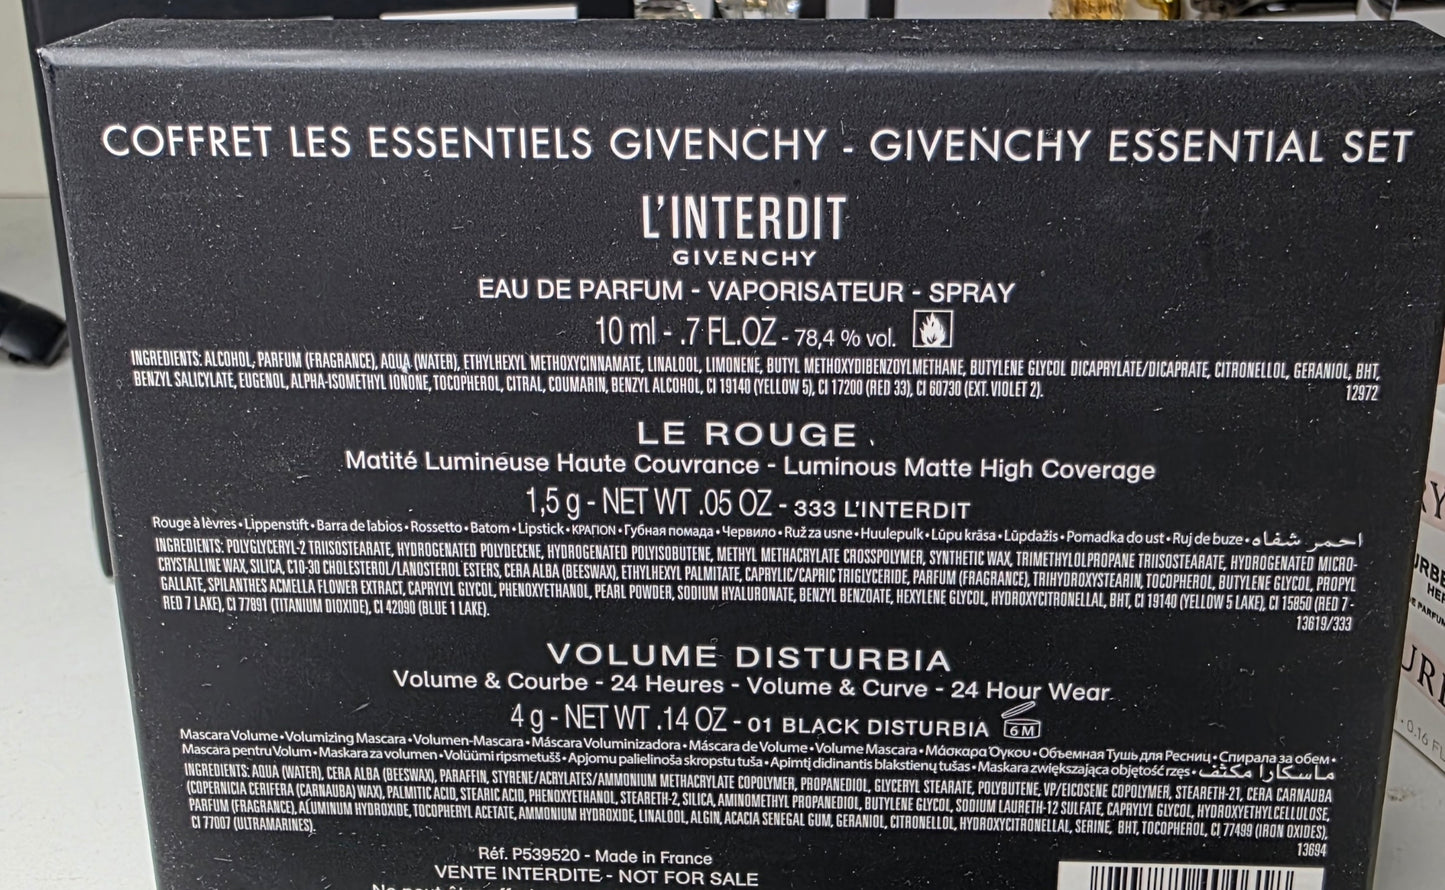 COFFRET LES ESSENTIELS GIVENCHY - GIVENCHY ESSENTIAL SET
L'INTERDIT
GIVENCHY
EAU DE PARFUM - VAPORISATEUR - SPRAY
10 ml - .7 FL.OZ - 78,4 % vol.
INGREDIENTS: ALCOHOL, PARFUM (FRAGRANCE), AQUA (WATER), ETHYLHEXYL METHOXYCINNAMATE, LINALOOL, LIMONENE, BUTYL METHOXYDIBENZOYLMETHANE, BUTYLENE GLYCOL DICAPRYLATE/DICAPRATE, CITRONELLOL, GERANIOL, BHT,
BENZYL SALICYLATE, EUGENOL, ALPHA-ISOMETHYL IONONE, TOCOPHEROL, CITRAL, COUMARIN, BENZYL ALCOHOL, CI 19140 (YELLOW 5), CI 17200 (RED 33), CI 60730 (EXT. VIOLET 2). 12972
LE ROUGE
Matité Lumineuse Haute Couvrance - Luminous Matte High Coverage
1,5 g - NET WT .05 OZ - 333 L'INTERDIT
Rouge à lèvres • Lippenstift • Barra de labios • Rossetto • Batom • Lipstick • ΚΡΑΓΙΟΝ • Губная помада • Червило • Ruž za usne • Huulepulk • Lūpu krāsa • Lūpdažis • Pomadka do ust • Ruj de buze • احمر شفاه
INGREDIENTS: POLYGLYCERYL-2 TRIISOSTEARATE, HYDROGENATED POLYDECENE, HYDROGENATED POLYISOBUTENE, METHYL METHACRYLATE CROSSPOLYMER, SYNTHETIC WAX, TRIMETHYLOLPROPANE TRIISOSTEARATE, HYDROGENATED MICRO-
CRYSTALLINE WAX, SILICA, C10-30 CHOLESTEROL/LANOSTEROL ESTERS, CERA ALBA (BEESWAX), ETHYLHEXYL PALMITATE, CAPRYLIC/CAPRIC TRIGLYCERIDE, PARFUM (FRAGRANCE), TRIHYDROXYSTEARIN, TOCOPHEROL, BUTYLENE GLYCOL, PROPYL
GALLATE, SPILANTHES ACMELLA FLOWER EXTRACT, CAPRYLYL GLYCOL, PHENOXYETHANOL, PEARL POWDER, SODIUM HYALURONATE, BENZYL BENZOATE, HEXYLENE GLYCOL, HYDROXYCITRONELLAL, BHT, CI 19140 (YELLOW 5 LAKE), CI 15850 (RED 7 -
RED 7 LAKE), CI 77891 (TITANIUM DIOXIDE), CI 42090 (BLUE 1 LAKE). 13619/333
VOLUME DISTURBIA
Volume & Courbe - 24 Heures - Volume & Curve - 24 Hour Wear
4 g - NET WT .14 OZ - 01 BLACK DISTURBIA 6 M
Mascara Volume • Volumizing Mascara • Volumen-Mascara • Máscara Voluminizadora • Máscara de Volume • Volume Mascara • Μάσκαρα Όγκου • Объемная Тушь для Ресниц • Спирала за обем •
Mascara pentru Volum • Maskara za volumen • Volüümi ripsmetušš • Apjomu palielinoša skropstu tuša • Apimtį didinantis blakstienų tušas • Maskara zwiększająca objętość rzęs • ماسكارا مكثف
INGREDIENTS: AQUA (WATER), CERA ALBA (BEESWAX), PARAFFIN, STYRENE/ACRYLATES/AMMONIUM METHACRYLATE COPOLYMER, PROPANEDIOL, GLYCERYL STEARATE, POLYBUTENE, VP/EICOSENE COPOLYMER, STEARETH-21, CERA CARNAUBA
(COPERNICIA CERIFERA (CARNAUBA) WAX), PALMITIC ACID, STEARIC ACID, PHENOXYETHANOL, STEARETH-2, SILICA, AMINOMETHYL PROPANEDIOL, BUTYLENE GLYCOL, SODIUM LAURETH-12 SULFATE, CAPRYLYL GLYCOL, HYDROXYETHYLCELLULOSE,
PARFUM (FRAGRANCE), ALUMINUM HYDROXIDE, TOCOPHERYL ACETATE, AMMONIUM HYDROXIDE, LINALOOL, ALGIN, ACACIA SENEGAL GUM, GERANIOL, CITRONELLOL, HYDROXYCITRONELLAL, SERINE, BHT, TOCOPHEROL, CI 77499 (IRON OXIDES),
CI 77007 (ULTRAMARINES). 13694
Réf. P539520 - Made in France
VENTE INTERDITE - NOT FOR SALE